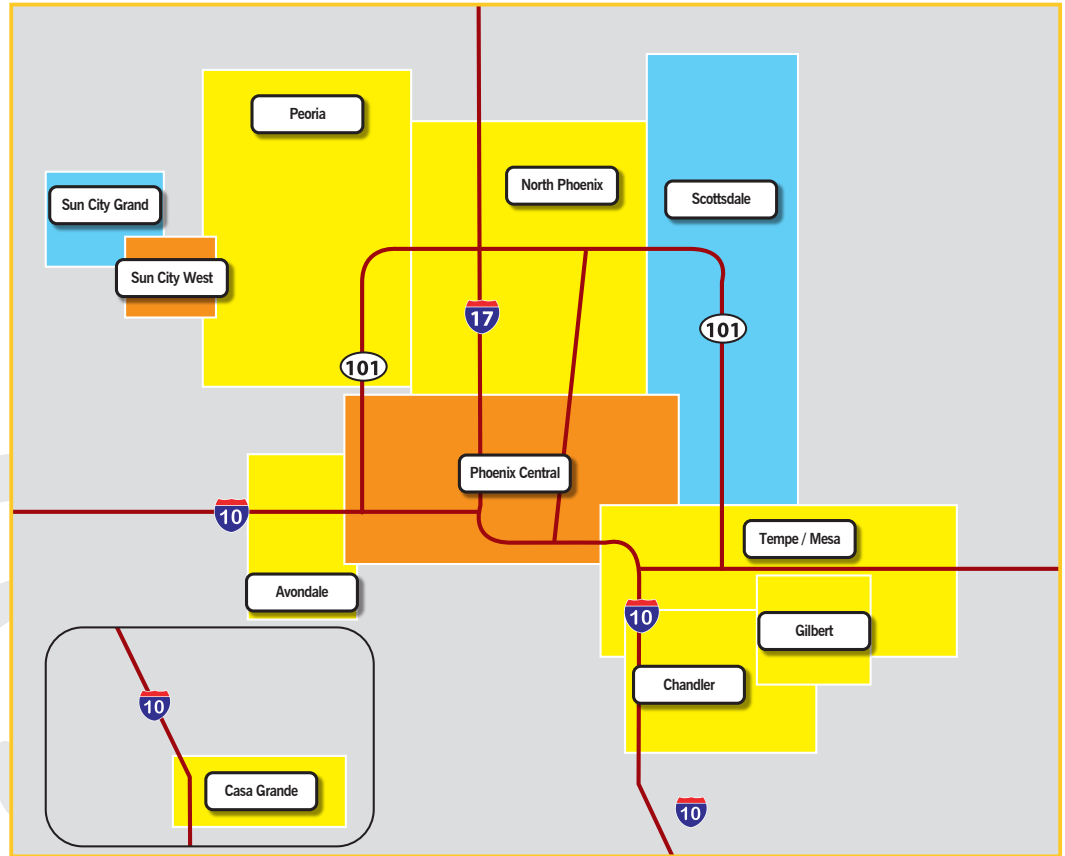 Peoria
North Phoenix
Scottsdale
Sun City Grand
Sun City West
17
101
101
Phoenix Central
10
Tempe / Mesa
Avondale
10
Gilbert
Chandler
10
Casa Grande
10